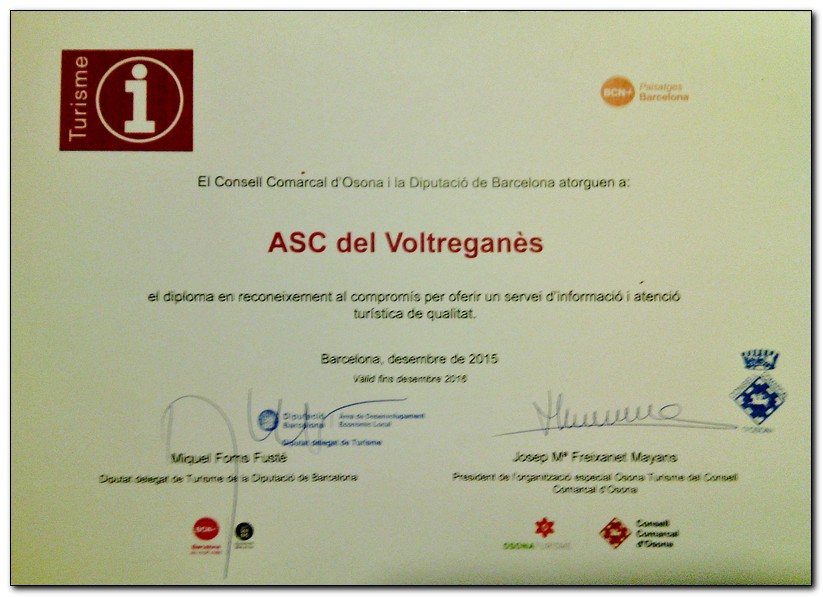 Turisme
i
BCN
Paisatges
Barcelona
El Consell Comarcal d'Osona i la Diputació de Barcelona atorguen a:
ASC del Voltreganès
el diploma en reconeixement al compromís per oferir un servei d'informació i atenció
turística de qualitat.
Barcelona, desembre de 2015
Vàlid fins desembre 2016
Diputació
Barcelona
Àrea de Desenvolupament
Econòmic Local
Diputat delegat de Turisme
Miquel Forns Fusté
Diputat delegat de Turisme de la Diputació de Barcelona
Josep Mª Freixanet Mayans
President de l'organització especial Osona Turisme del Consell
Comarcal d'Osona
BCN
Barcelona
OSONATURISME
Consell
Comarcal
d'Osona